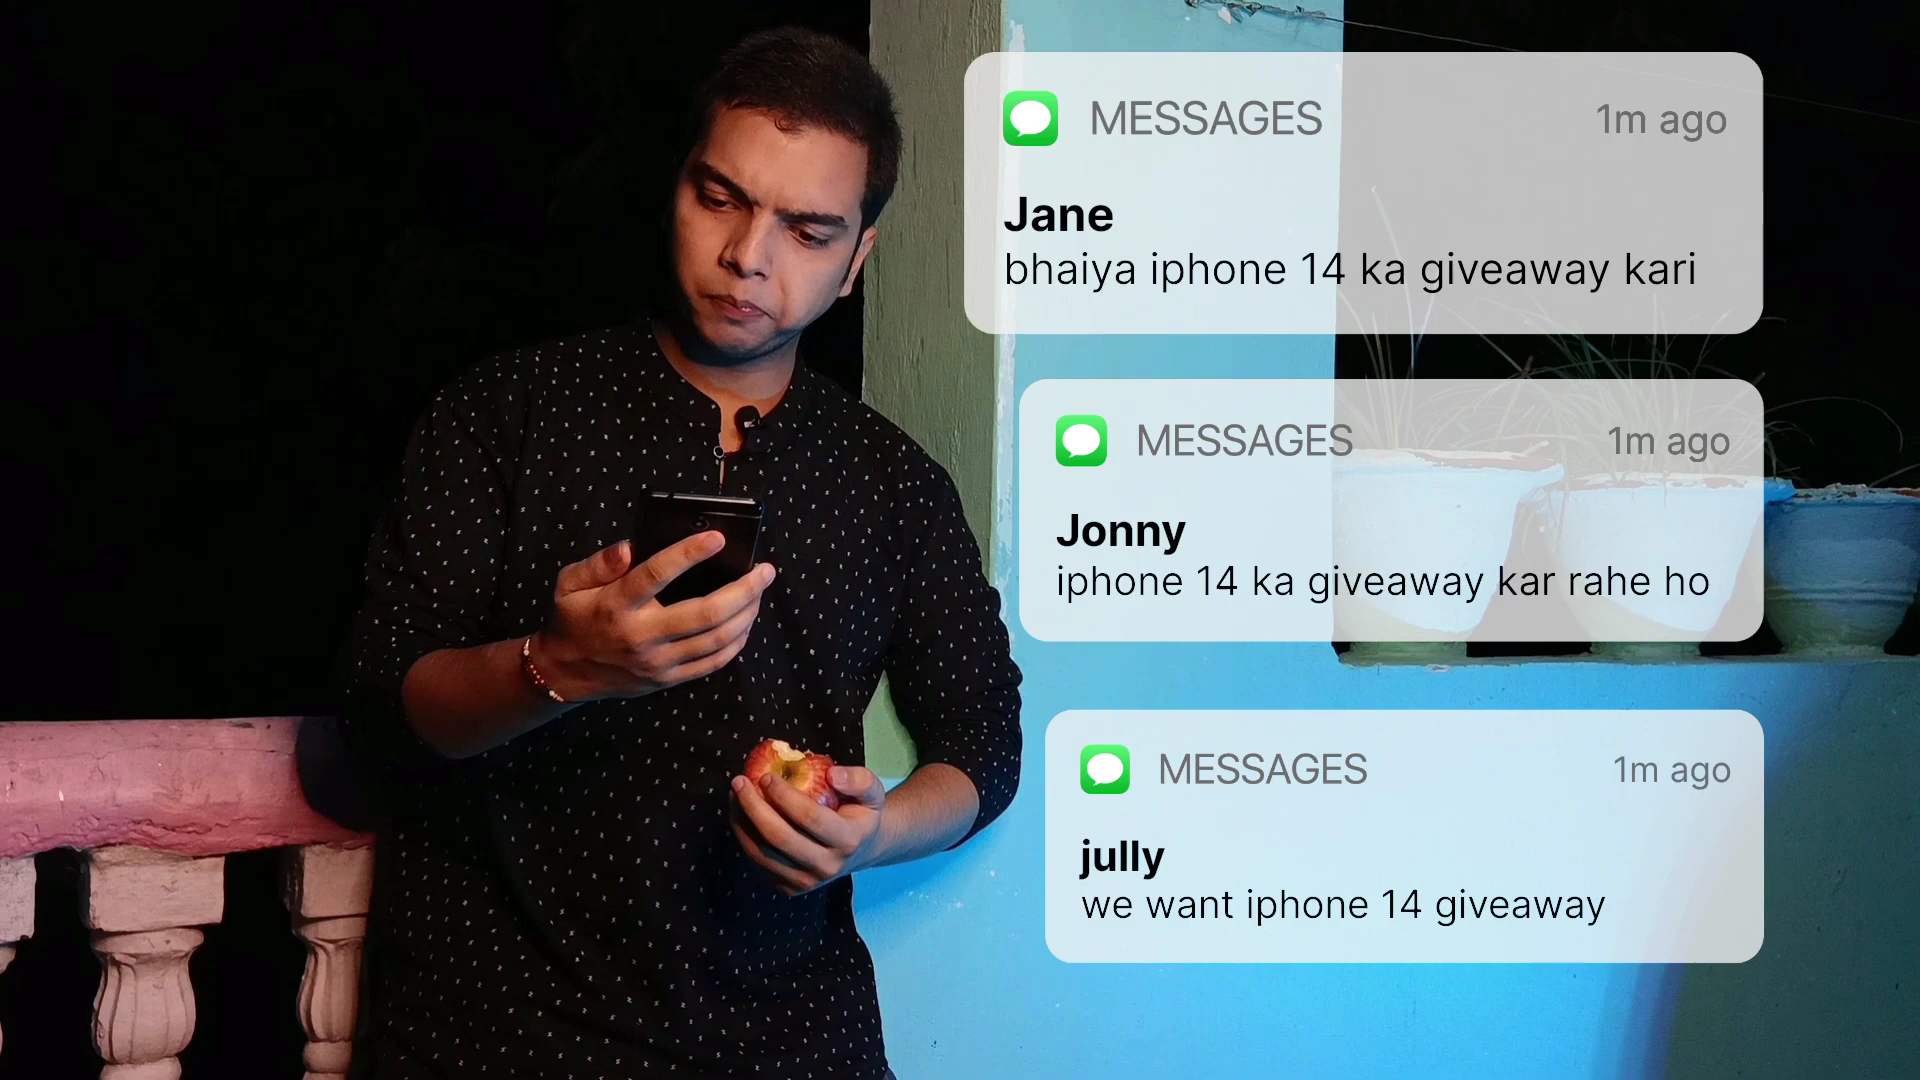 MESSAGES 1m ago
Jane
bhaiya iphone 14 ka giveaway kari
MESSAGES 1m ago
Jonny
iphone 14 ka giveaway kar rahe ho
MESSAGES 1m ago
jully
we want iphone 14 giveaway